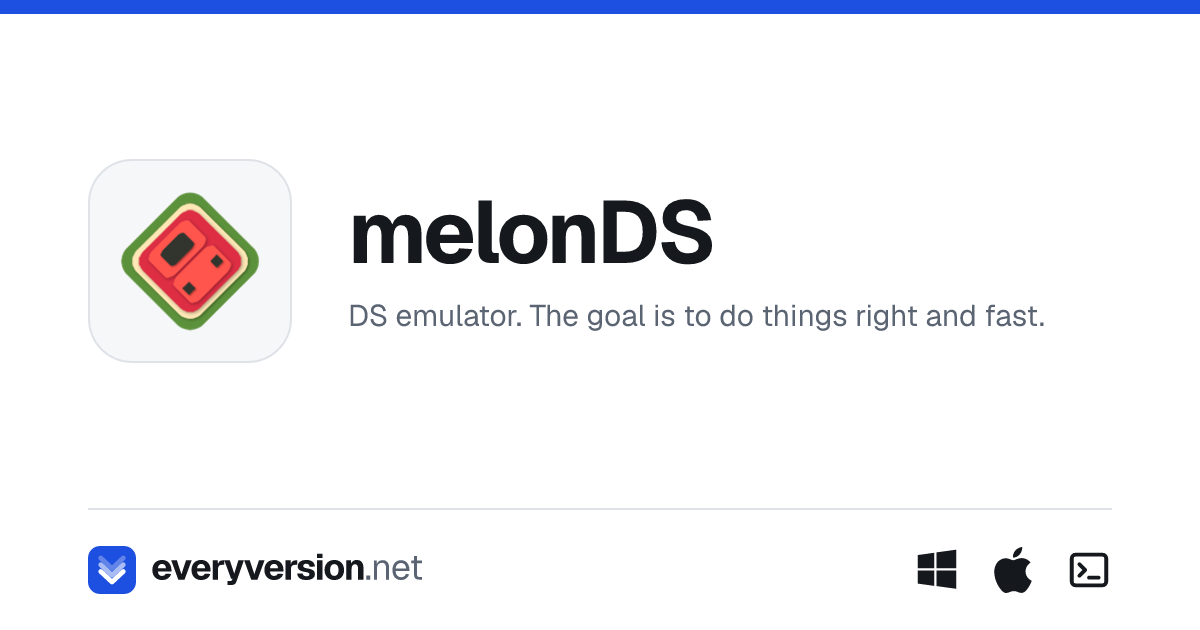 melonDS
DS emulator. The goal is to do things right and fast.
everyversion.net